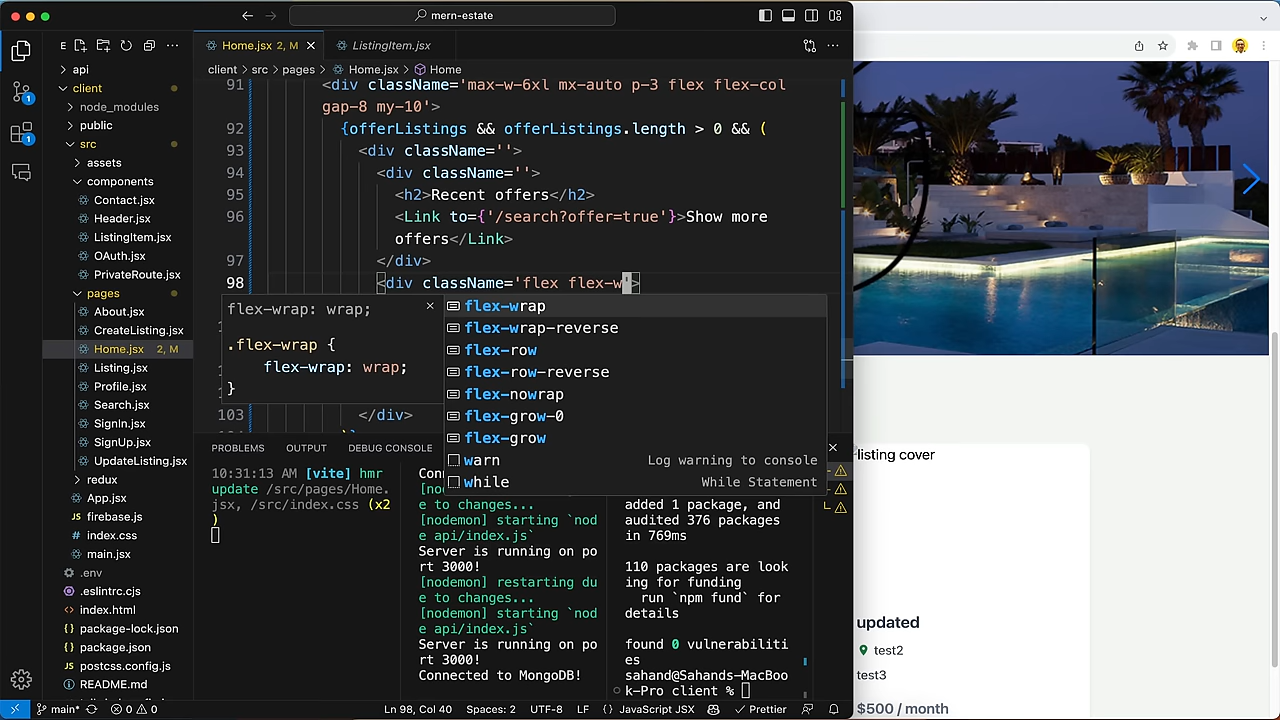 mern-estate
E
api
client
node_modules
public
src
assets
components
Contact.jsx
Header.jsx
ListingItem.jsx
OAuth.jsx
PrivateRoute.jsx
pages
About.jsx
CreateListing.jsx
Home.jsx 2, M
Listing.jsx
Profile.jsx
Search.jsx
SignIn.jsx
SignUp.jsx
UpdateListing.jsx
redux
App.jsx
JS firebase.js
# index.css
main.jsx
.env
.eslintrc.cjs
index.html
package-lock.json
package.json
JS postcss.config.js
README.md
1
1
Home.jsx 2, M
ListingItem.jsx
client > src > pages > Home.jsx > Home
91 <div className='max-w-6xl mx-auto p-3 flex flex-col
gap-8 my-10'>
92 {offerListings && offerListings.length > 0 && (
93 <div className=''>
94 <div className=''>
95 <h2>Recent offers</h2>
96 <Link to={'/search?offer=true'}>Show more
offers</Link>
97 </div>
98 <div className='flex flex-w'>
flex-wrap: wrap;
.flex-wrap {
flex-wrap: wrap;
}
flex-wrap
flex-wrap-reverse
flex-row
flex-row-reverse
flex-nowrap
flex-grow-0
flex-grow
warn Log warning to console
while While Statement
103 </div>
PROBLEMS OUTPUT DEBUG CONSOLE
10:31:13 AM [vite] hmr
update /src/pages/Home.
jsx, /src/index.css (x2
)
Conn
[nod
e to changes...
[nodemon] starting `nod
e api/index.js`
Server is running on po
rt 3000!
[nodemon] restarting du
e to changes...
[nodemon] starting `nod
e api/index.js`
Server is running on po
rt 3000!
Connected to MongoDB!
added 1 package, and
audited 376 packages
in 769ms
110 packages are look
ing for funding
run `npm fund` for
details
found 0 vulnerabiliti
es
sahand@Sahands-MacBoo
k-Pro client %
main* 0 0 Ln 98, Col 40 Spaces: 2 UTF-8 LF {} JavaScript JSX Prettier
listing cover
updated
test2
test3
$500 / month